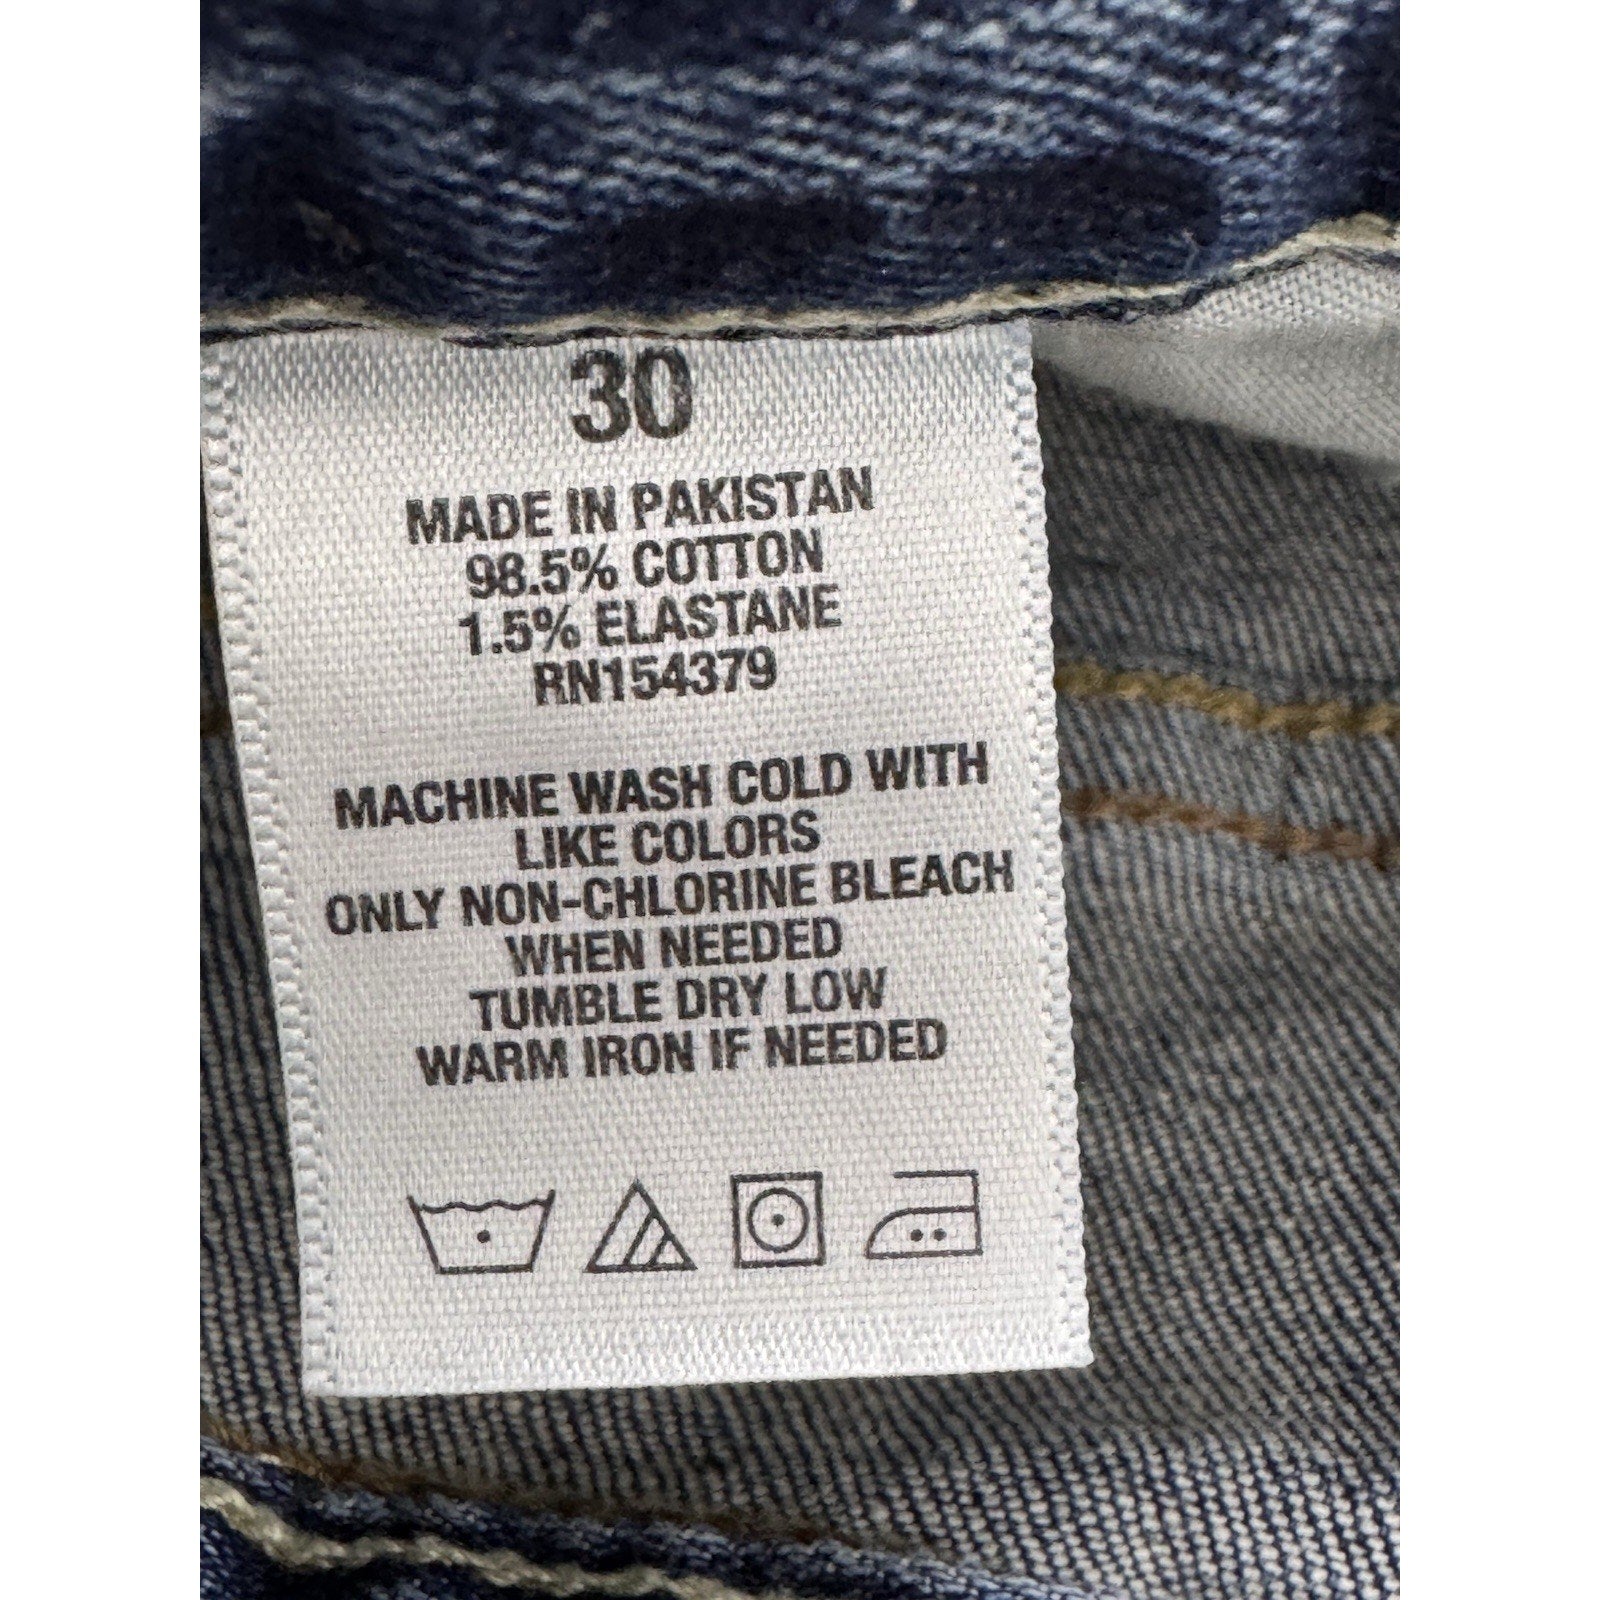 30
MADE IN PAKISTAN
98.5% COTTON
1.5% ELASTANE
RN154379
MACHINE WASH COLD WITH
LIKE COLORS
ONLY NON-CHLORINE BLEACH
WHEN NEEDED
TUMBLE DRY LOW
WARM IRON IF NEEDED